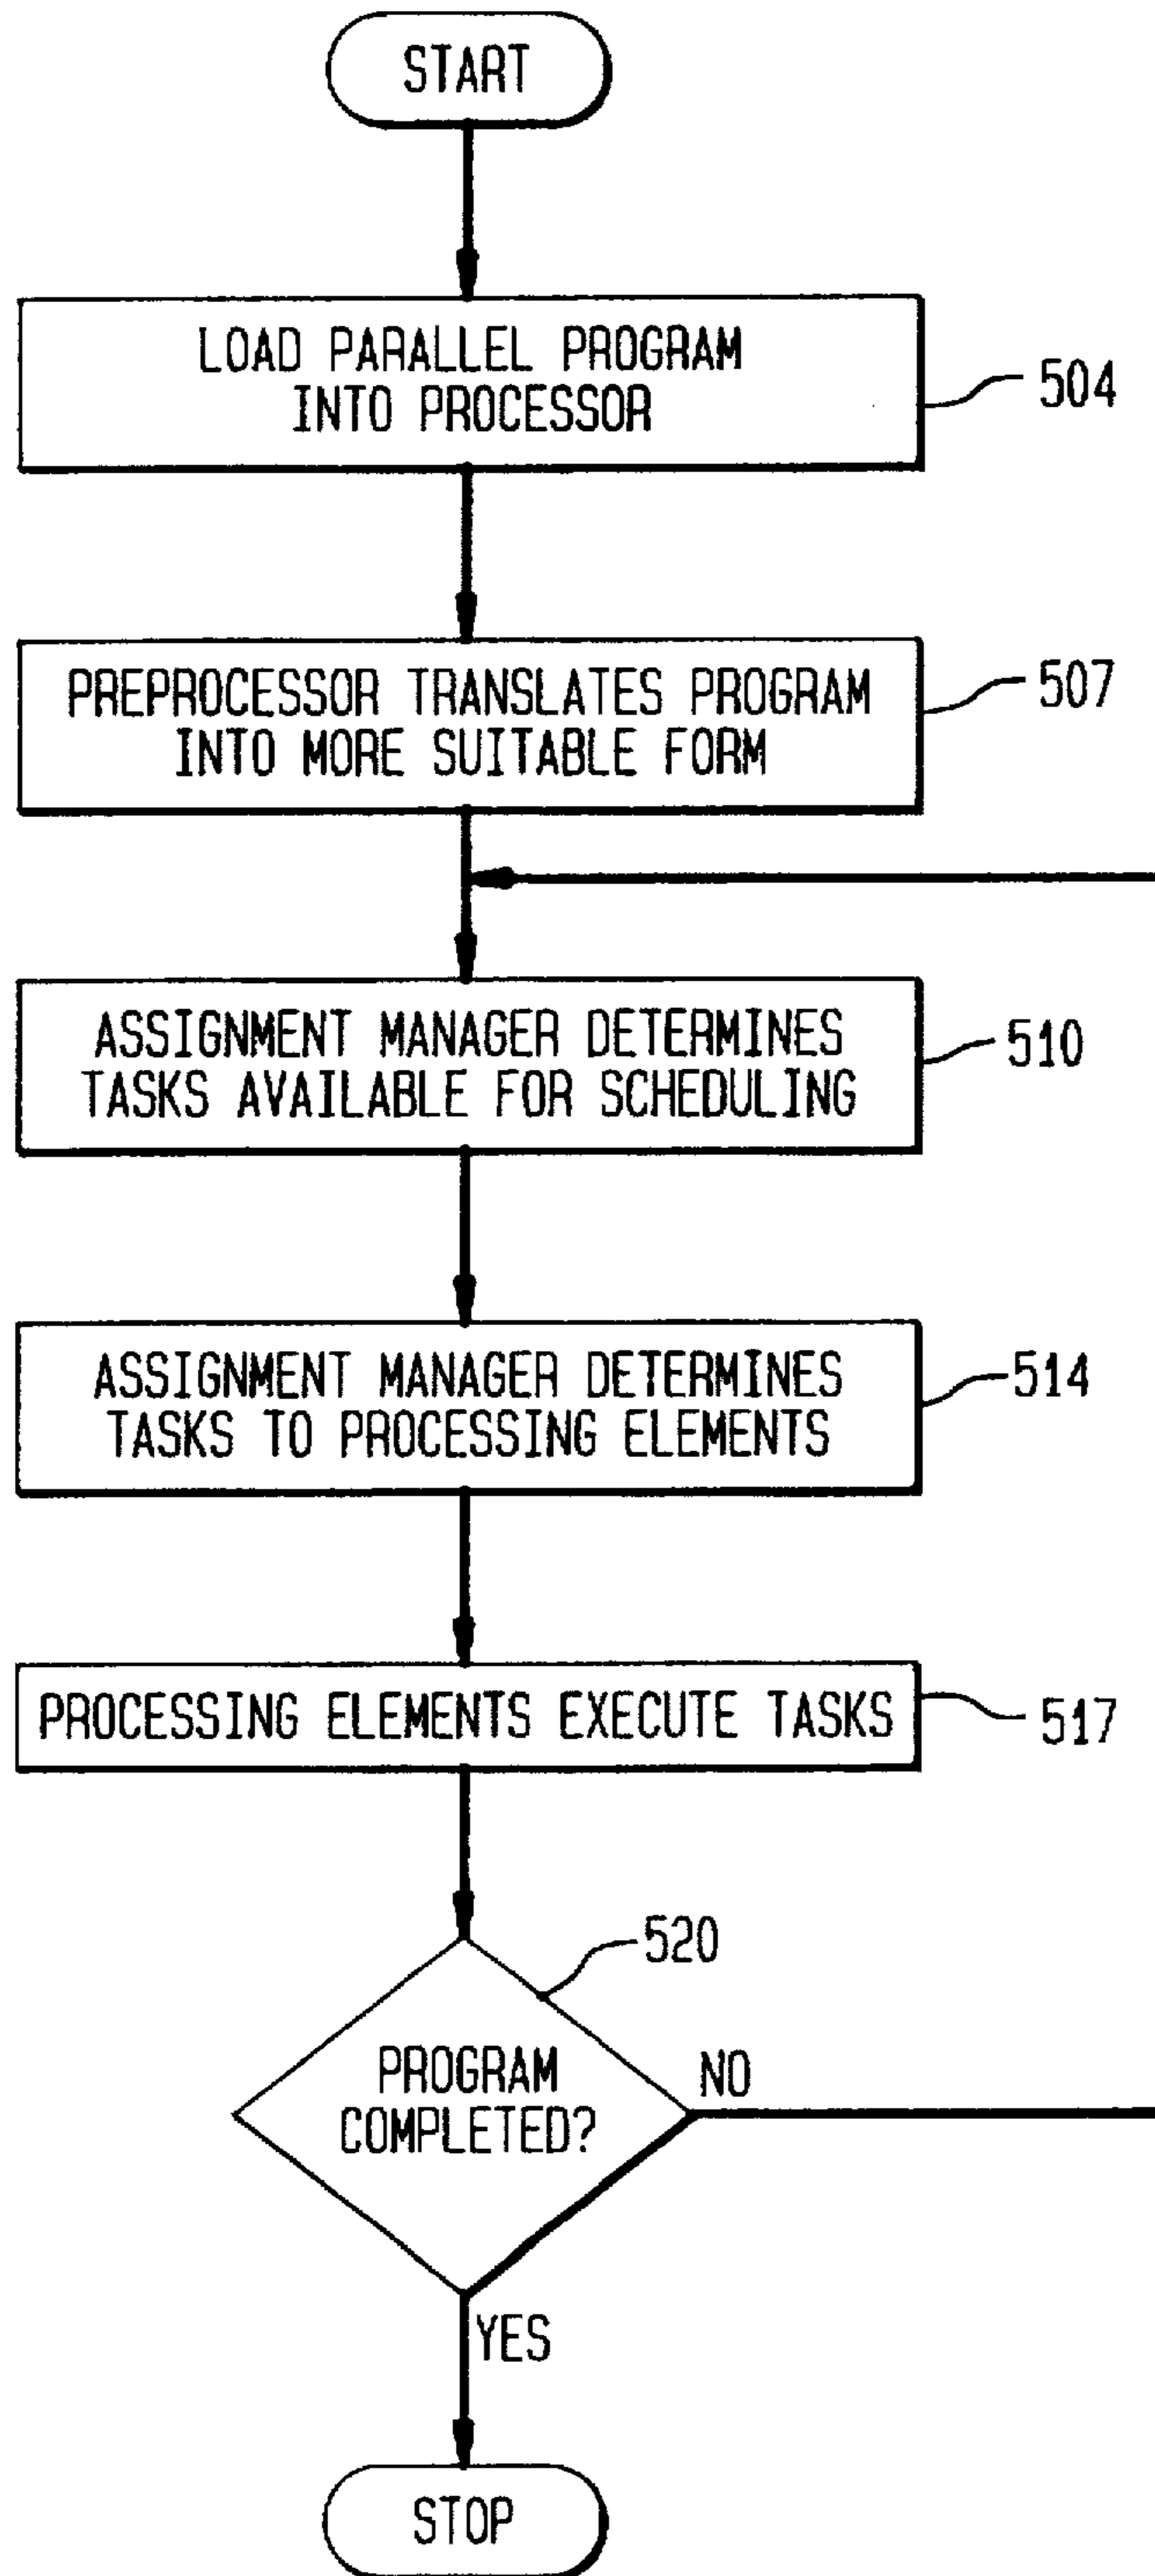 START
LOAD PARALLEL PROGRAM
INTO PROCESSOR
504
PREPROCESSOR TRANSLATES PROGRAM
INTO MORE SUITABLE FORM
507
ASSIGNMENT MANAGER DETERMINES
TASKS AVAILABLE FOR SCHEDULING
510
ASSIGNMENT MANAGER DETERMINES
TASKS TO PROCESSING ELEMENTS
514
PROCESSING ELEMENTS EXECUTE TASKS
517
520
PROGRAM
COMPLETED?
NO
YES
STOP